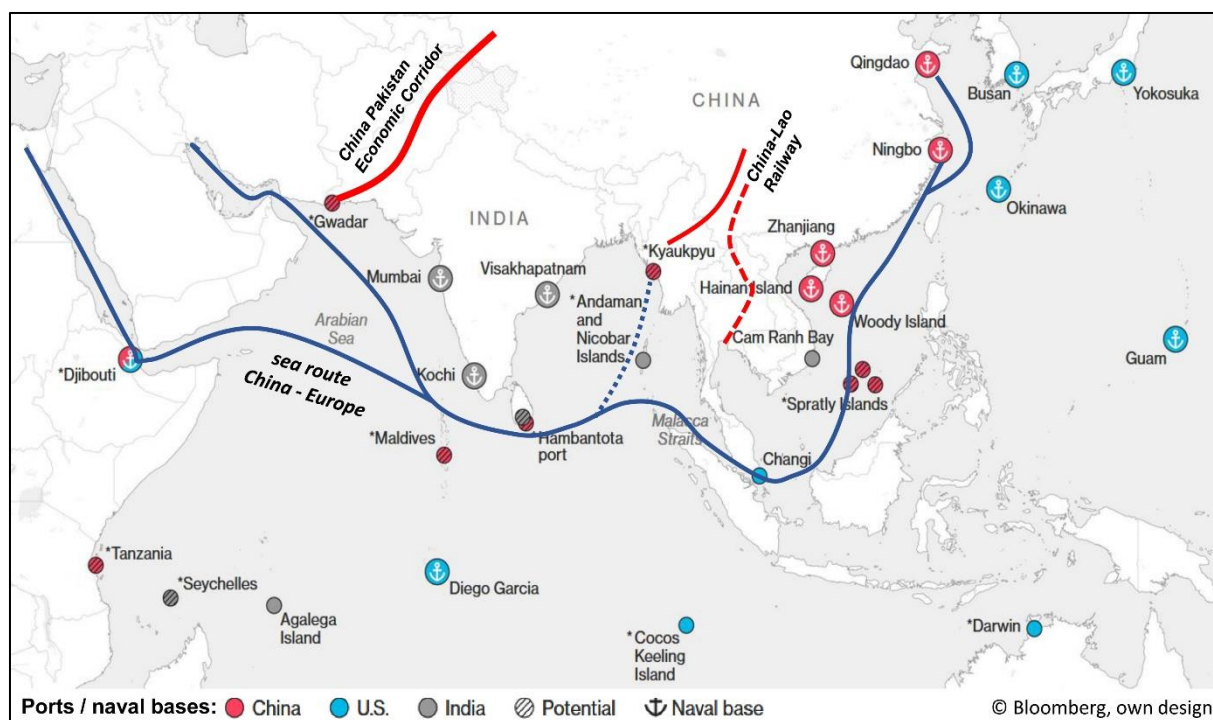 China Pakistan
Economic Corridor
CHINA
Qingdao
Busan
Yokosuka
Ningbo
China-Lao
Railway
Okinawa
*Gwadar
INDIA
Zhanjiang
*Kyaukpyu
Mumbai
Visakhapatnam
Hainan Island
*Andaman
and
Nicobar
Islands
Woody Island
Arabian
Sea
Cam Ranh Bay
Guam
*Djibouti
sea route
China - Europe
Kochi
*Spratly Islands
*Maldives
*Hambantota
port
Malacca
Straits
Changi
*Tanzania
*Seychelles
Diego Garcia
Agalega
Island
*Cocos
Keeling
Island
*Darwin
Ports / naval bases: China U.S. India Potential Naval base
© Bloomberg, own design